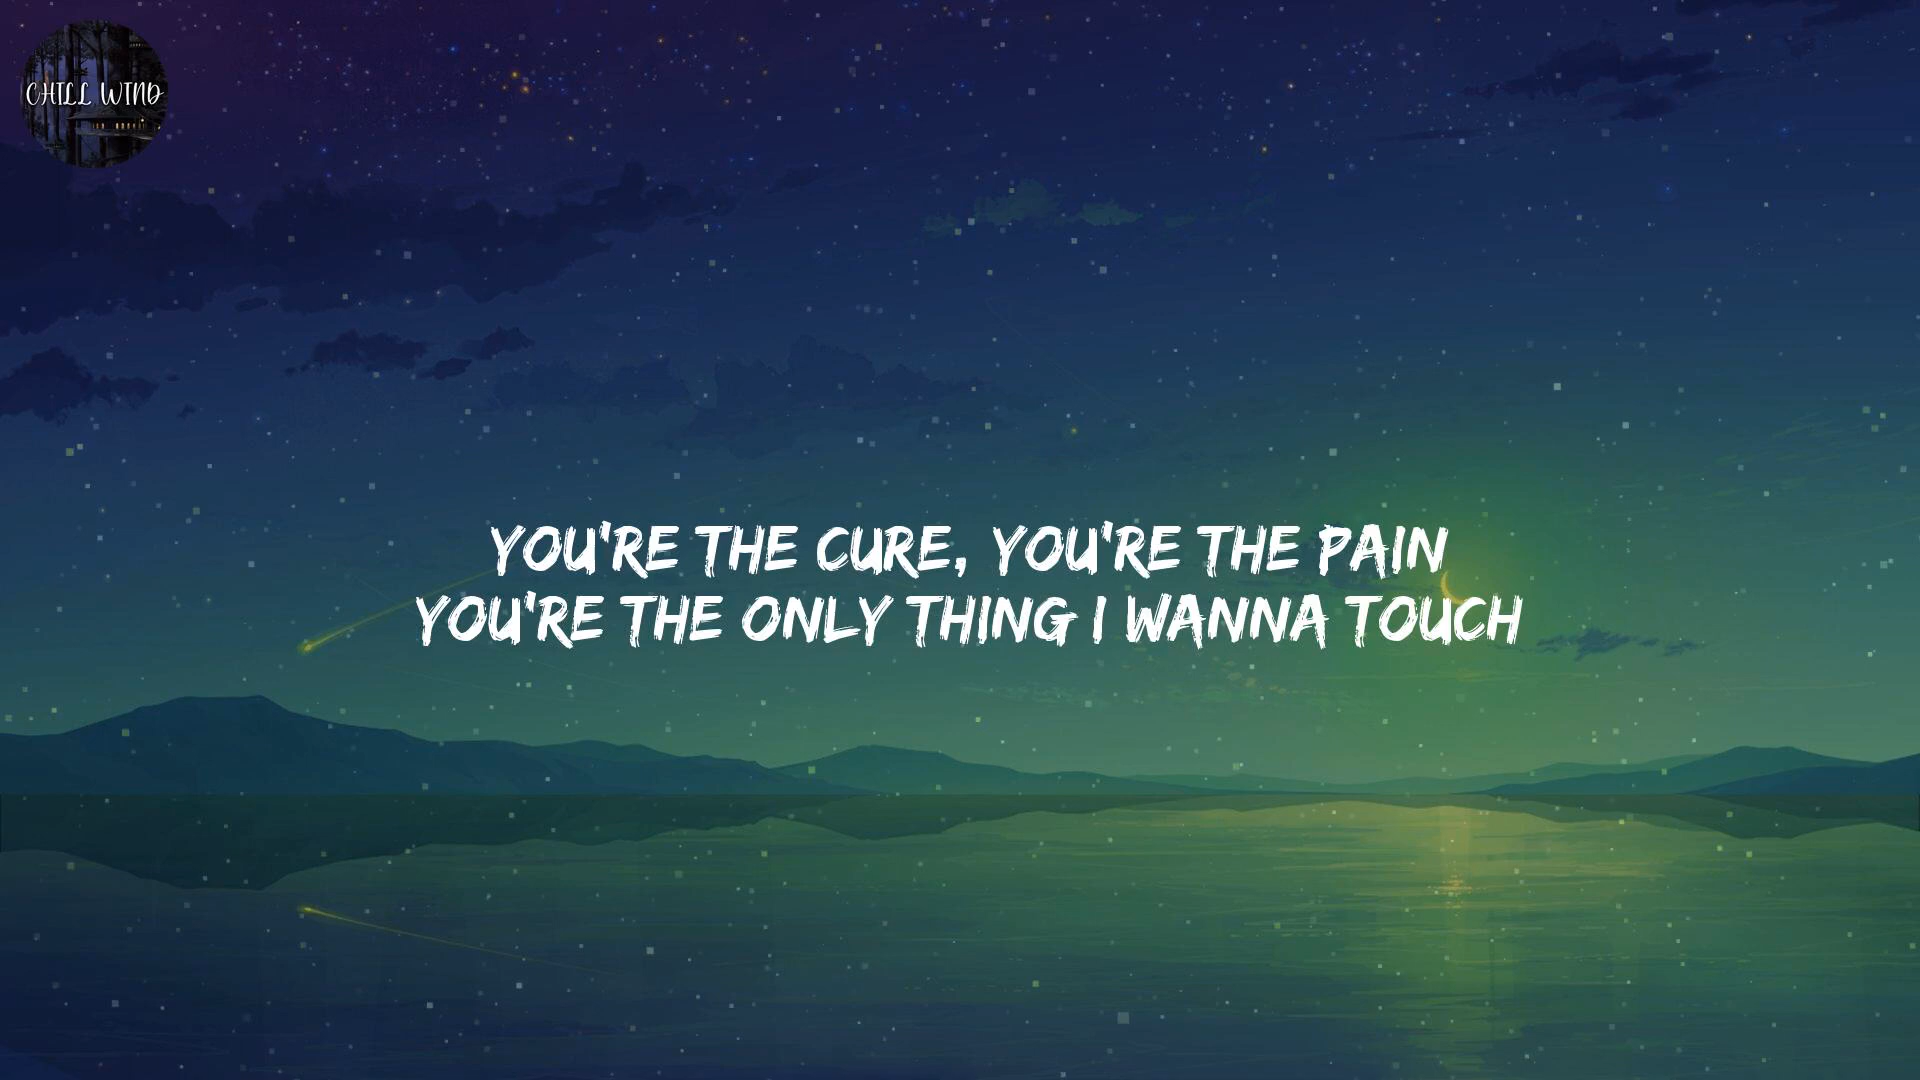 CHILL WIND
YOU'RE THE CURE, YOU'RE THE PAIN
YOU'RE THE ONLY THING I WANNA TOUCH